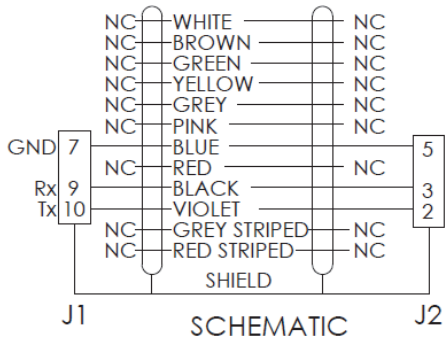 NC WHITE NC
NC BROWN NC
NC GREEN NC
NC YELLOW NC
NC GREY NC
NC PINK NC
GND 7 BLUE 5
NC RED NC
Rx 9 BLACK 3
Tx 10 VIOLET 2
NC GREY STRIPED NC
NC RED STRIPED NC
SHIELD
J1 SCHEMATIC J2